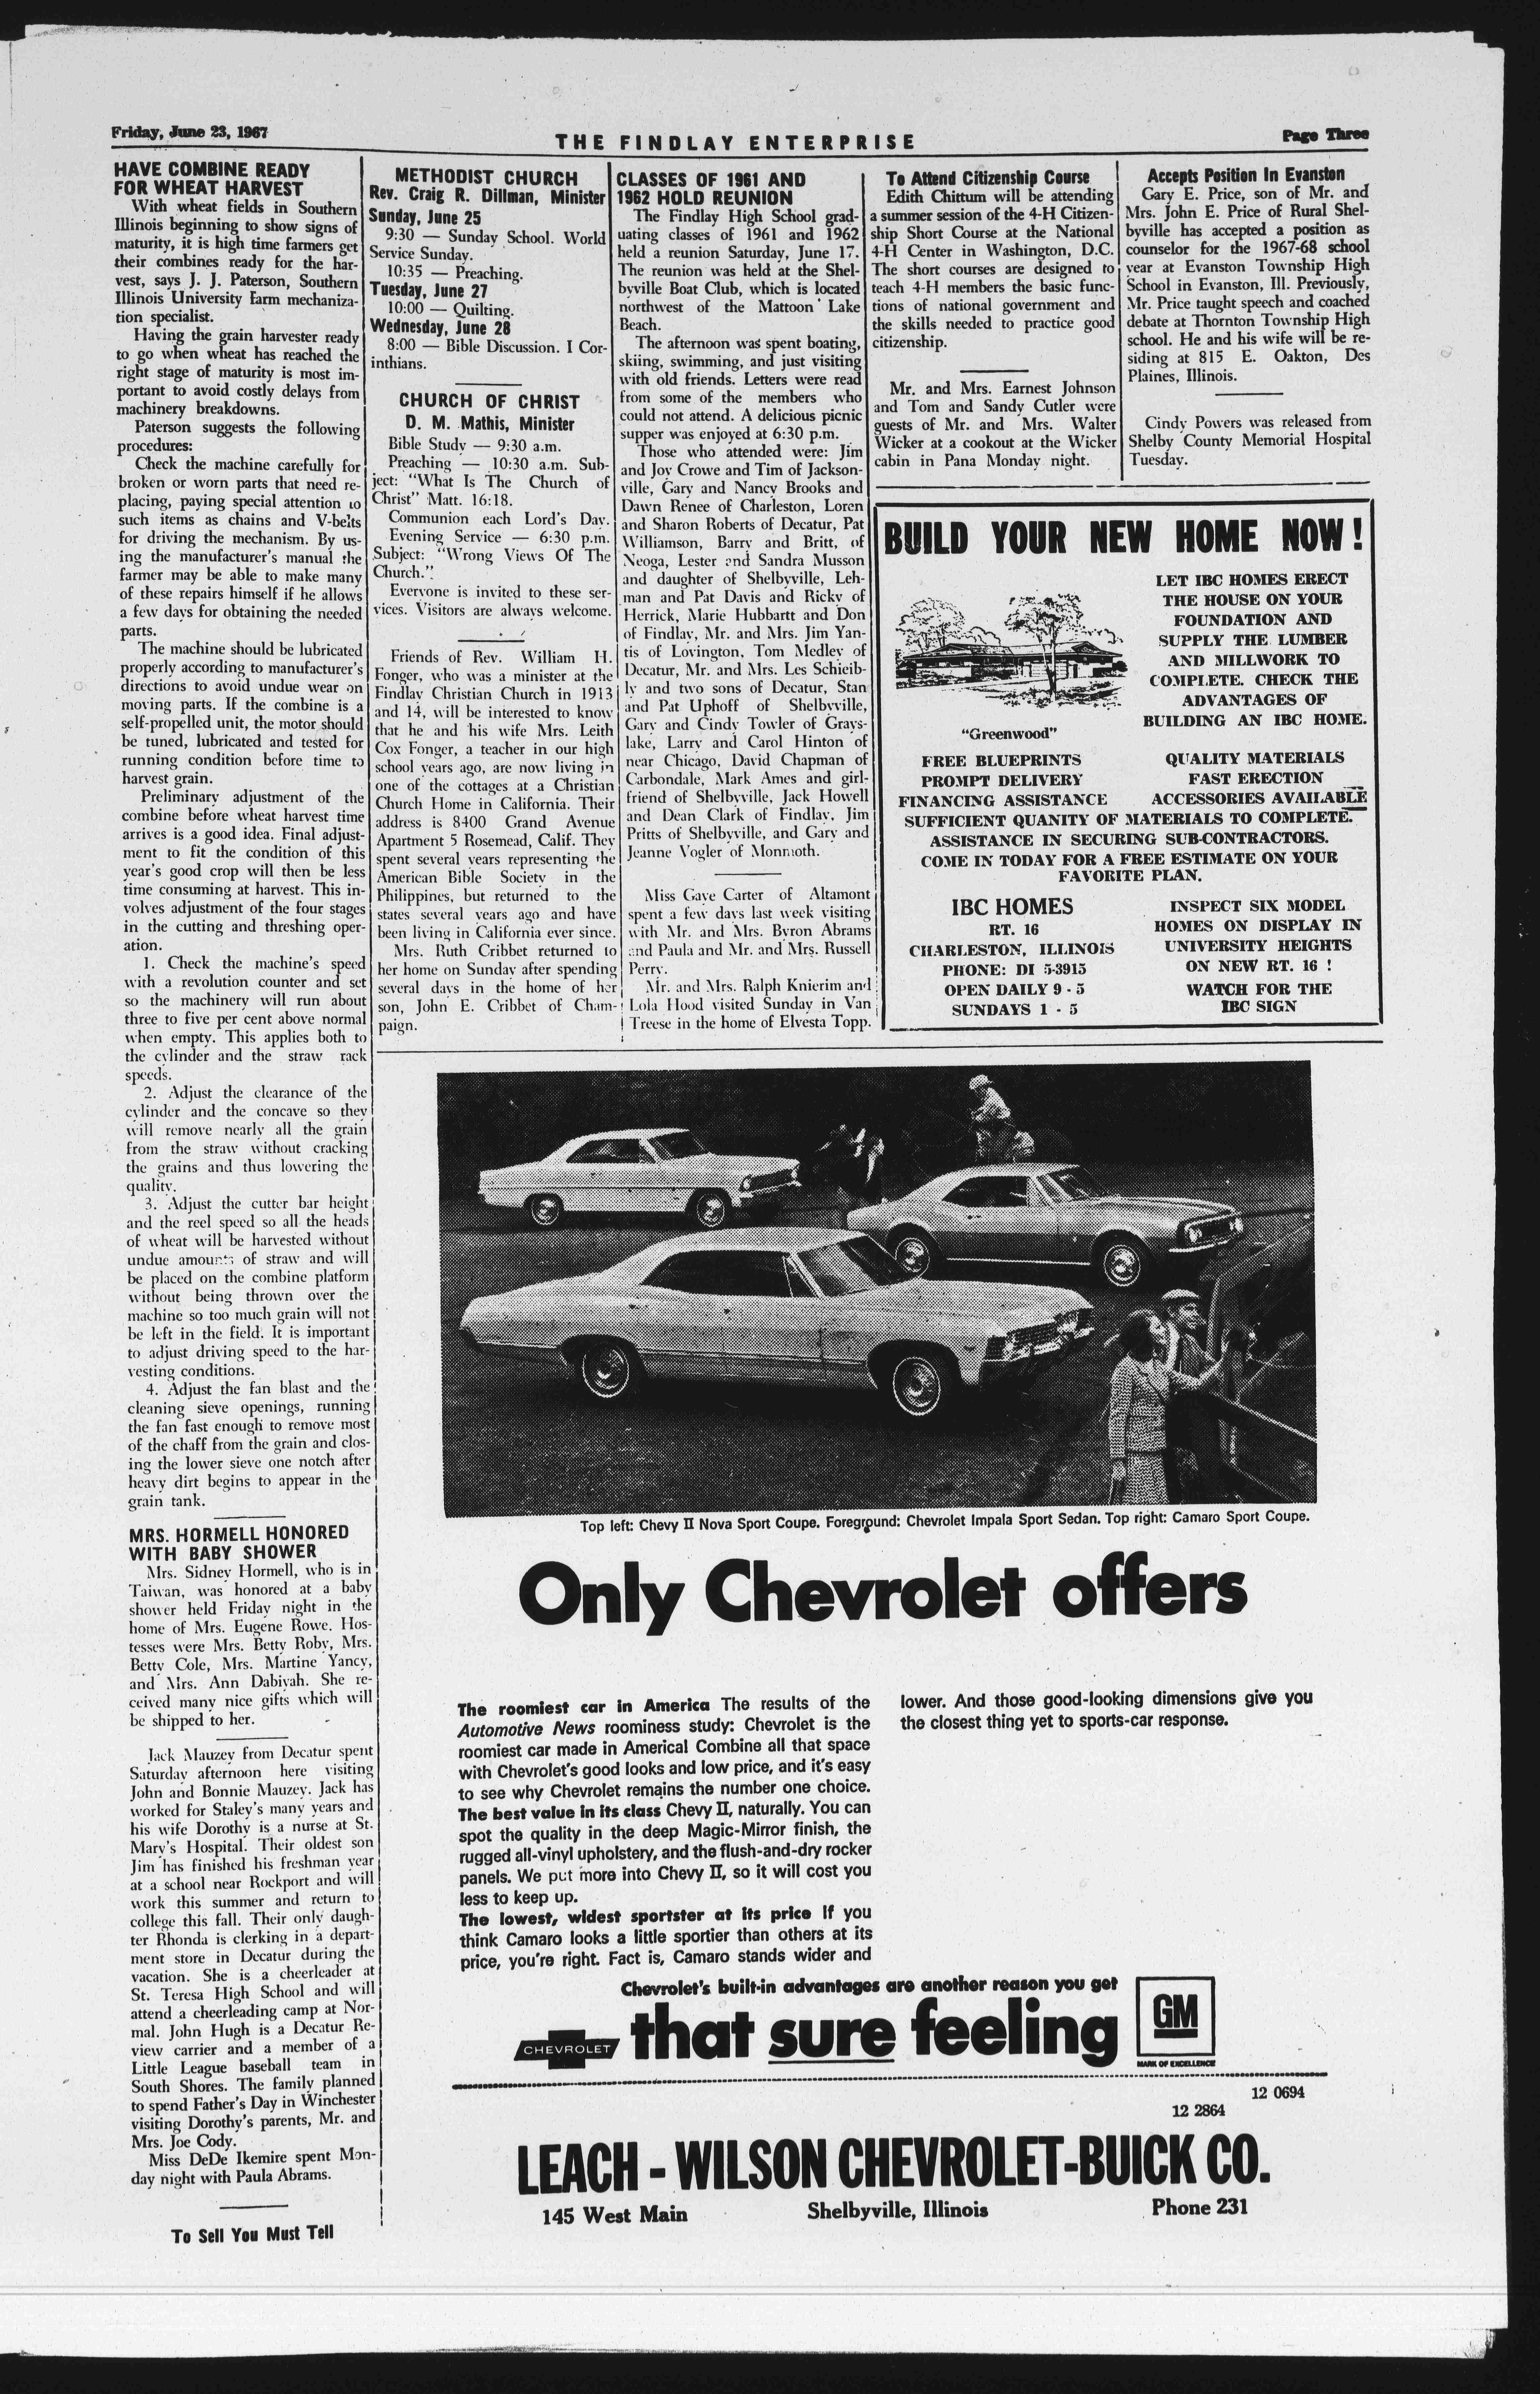 Friday, June 23, 1967
THE FINDLAY ENTERPRISE
Page Three
HAVE COMBINE READY
FOR WHEAT HARVEST
With wheat fields in Southern
Illinois beginning to show signs of
maturity, it is high time farmers get
their combines ready for the har-
vest, says J. J. Paterson, Southern
Illinois University farm mechaniza-
tion specialist.
Having the grain harvester ready
to go when wheat has reached the
right stage of maturity is most im-
portant to avoid costly delays from
machinery breakdowns.
Paterson suggests the following
procedures:
Check the machine carefully for
broken or worn parts that need re-
placing, paying special attention to
such items as chains and V-belts
for driving the mechanism. By us-
ing the manufacturer's manual the
farmer may be able to make many
of these repairs himself if he allows
a few days for obtaining the needed
parts.
The machine should be lubricated
properly according to manufacturer's
directions to avoid undue wear on
moving parts. If the combine is a
self-propelled unit, the motor should
be tuned, lubricated and tested for
running condition before time to
harvest grain.
Preliminary adjustment of the
combine before wheat harvest time
arrives is a good idea. Final adjust-
ment to fit the condition of this
year's good crop will then be less
time consuming at harvest. This in-
volves adjustment of the four stages
in the cutting and threshing oper-
ation.
1. Check the machine's speed
with a revolution counter and set
so the machinery will run about
three to five per cent above normal
when empty. This applies both to
the cylinder and the straw rack
speeds.
2. Adjust the clearance of the
cylinder and the concave so they
will remove nearly all the grain
from the straw without cracking
the grains and thus lowering the
quality.
3. Adjust the cutter bar height
and the reel speed so all the heads
of wheat will be harvested without
undue amounts of straw and will
be placed on the combine platform
without being thrown over the
machine so too much grain will not
be left in the field. It is important
to adjust driving speed to the har-
vesting conditions.
4. Adjust the fan blast and the
cleaning sieve openings, running
the fan fast enough to remove most
of the chaff from the grain and clos-
ing the lower sieve one notch after
heavy dirt begins to appear in the
grain tank.
MRS. HORMELL HONORED
WITH BABY SHOWER
Mrs. Sidney Hormell, who is in
Taiwan, was honored at a baby
shower held Friday night in the
home of Mrs. Eugene Rowe. Hos-
tesses were Mrs. Betty Roby, Mrs.
Betty Cole, Mrs. Martine Yancy,
and Mrs. Ann Dabiyah. She re-
ceived many nice gifts which will
be shipped to her.
Jack Mauzey from Decatur spent
Saturday afternoon here visiting
John and Bonnie Mauzey. Jack has
worked for Staley's many years and
his wife Dorothy is a nurse at St.
Mary's Hospital. Their oldest son
Jim has finished his freshman year
at a school near Rockport and will
work this summer and return to
college this fall. Their only daugh-
ter Rhonda is clerking in a depart-
ment store in Decatur during the
vacation. She is a cheerleader at
St. Teresa High School and will
attend a cheerleading camp at Nor-
mal. John Hugh is a Decatur Re-
view carrier and a member of a
Little League baseball team in
South Shores. The family planned
to spend Father's Day in Winchester
visiting Dorothy's parents, Mr. and
Mrs. Joe Cody.
Miss DeDe Ikemire spent Mon-
day night with Paula Abrams.
To Sell You Must Tell
METHODIST CHURCH
Rev. Craig R. Dillman, Minister
Sunday, June 25
9:30 — Sunday School. World
Service Sunday.
10:35 — Preaching.
Tuesday, June 27
10:00 — Quilting.
Wednesday, June 28
8:00 — Bible Discussion. I Cor-
inthians.
CHURCH OF CHRIST
D. M. Mathis, Minister
Bible Study — 9:30 a.m.
Preaching — 10:30 a.m. Sub-
ject: "What Is The Church of
Christ" Matt. 16:18.
Communion each Lord's Day.
Evening Service — 6:30 p.m.
Subject: "Wrong Views Of The
Church."
Everyone is invited to these ser-
vices. Visitors are always welcome.
Friends of Rev. William H.
Fonger, who was a minister at the
Findlay Christian Church in 1913
and 14, will be interested to know
that he and his wife Mrs. Leith
Cox Fonger, a teacher in our high
school years ago, are now living in
one of the cottages at a Christian
Church Home in California. Their
address is 8400 Grand Avenue
Apartment 5 Rosemead, Calif. They
spent several years representing the
American Bible Society in the
Philippines, but returned to the
states several years ago and have
been living in California ever since.
Mrs. Ruth Cribbet returned to
her home on Sunday after spending
several days in the home of her
son, John E. Cribbet of Cham-
paign.
CLASSES OF 1961 AND
1962 HOLD REUNION
The Findlay High School grad-
uating classes of 1961 and 1962
held a reunion Saturday, June 17.
The reunion was held at the Shel-
byville Boat Club, which is located
northwest of the Mattoon Lake
Beach.
The afternoon was spent boating,
skiing, swimming, and just visiting
with old friends. Letters were read
from some of the members who
could not attend. A delicious picnic
supper was enjoyed at 6:30 p.m.
Those who attended were: Jim
and Joy Crowe and Tim of Jackson-
ville, Gary and Nancy Brooks and
Dawn Renee of Charleston, Loren
and Sharon Roberts of Decatur, Pat
Williamson, Barry and Britt, of
Neoga, Lester and Sandra Musson
and daughter of Shelbyville, Leh-
man and Pat Davis and Ricky of
Herrick, Marie Hubbartt and Don
of Findlay, Mr. and Mrs. Jim Yan-
tis of Lovington, Tom Medley of
Decatur, Mr. and Mrs. Les Schieib-
ly and two sons of Decatur, Stan
and Pat Uphoff of Shelbyville,
Gary and Cindy Towler of Grays-
lake, Larry and Carol Hinton of
near Chicago, David Chapman of
Carbondale, Mark Ames and girl-
friend of Shelbyville, Jack Howell
and Dean Clark of Findlay, Jim
Pritts of Shelbyville, and Gary and
Jeanne Vogler of Monmoth.
Miss Gaye Carter of Altamont
spent a few days last week visiting
with Mr. and Mrs. Byron Abrams
and Paula and Mr. and Mrs. Russell
Perry.
Mr. and Mrs. Ralph Knierim and
Lola Hood visited Sunday in Van
Treese in the home of Elvesta Topp.
To Attend Citizenship Course
Edith Chittum will be attending
a summer session of the 4-H Citizen-
ship Short Course at the National
4-H Center in Washington, D.C.
The short courses are designed to
teach 4-H members the basic func-
tions of national government and
the skills needed to practice good
citizenship.
Mr. and Mrs. Earnest Johnson
and Tom and Sandy Cutler were
guests of Mr. and Mrs. Walter
Wicker at a cookout at the Wicker
cabin in Pana Monday night.
Accepts Position In Evanston
Gary E. Price, son of Mr. and
Mrs. John E. Price of Rural Shel-
byville has accepted a position as
counselor for the 1967-68 school
year at Evanston Township High
School in Evanston, Ill. Previously,
Mr. Price taught speech and coached
debate at Thornton Township High
school. He and his wife will be re-
siding at 815 E. Oakton, Des
Plaines, Illinois.
Cindy Powers was released from
Shelby County Memorial Hospital
Tuesday.
BUILD YOUR NEW HOME NOW!
LET IBC HOMES ERECT
THE HOUSE ON YOUR
FOUNDATION AND
SUPPLY THE LUMBER
AND MILLWORK TO
COMPLETE. CHECK THE
ADVANTAGES OF
BUILDING AN IBC HOME.
"Greenwood"
FREE BLUEPRINTS
PROMPT DELIVERY
FINANCING ASSISTANCE
QUALITY MATERIALS
FAST ERECTION
ACCESSORIES AVAILABLE
SUFFICIENT QUANITY OF MATERIALS TO COMPLETE.
ASSISTANCE IN SECURING SUB-CONTRACTORS.
COME IN TODAY FOR A FREE ESTIMATE ON YOUR
FAVORITE PLAN.
IBC HOMES
RT. 16
CHARLESTON, ILLINOIS
PHONE: DI 5-3915
OPEN DAILY 9 - 5
SUNDAYS 1 - 5
INSPECT SIX MODEL
HOMES ON DISPLAY IN
UNIVERSITY HEIGHTS
ON NEW RT. 16 !
WATCH FOR THE
IBC SIGN
Top left: Chevy II Nova Sport Coupe. Foreground: Chevrolet Impala Sport Sedan. Top right: Camaro Sport Coupe.
Only Chevrolet offers
The roomiest car in America The results of the
Automotive News roominess study: Chevrolet is the
roomiest car made in America! Combine all that space
with Chevrolet's good looks and low price, and it's easy
to see why Chevrolet remains the number one choice.
The best value in its class Chevy II, naturally. You can
spot the quality in the deep Magic-Mirror finish, the
rugged all-vinyl upholstery, and the flush-and-dry rocker
panels. We put more into Chevy II, so it will cost you
less to keep up.
The lowest, widest sportster at its price If you
think Camaro looks a little sportier than others at its
price, you're right. Fact is, Camaro stands wider and
lower. And those good-looking dimensions give you
the closest thing yet to sports-car response.
Chevrolet's built-in advantages are another reason you get
CHEVROLET
that sure feeling
GM
MARK OF EXCELLENCE
12 0694
12 2864
LEACH - WILSON CHEVROLET-BUICK CO.
145 West Main
Shelbyville, Illinois
Phone 231